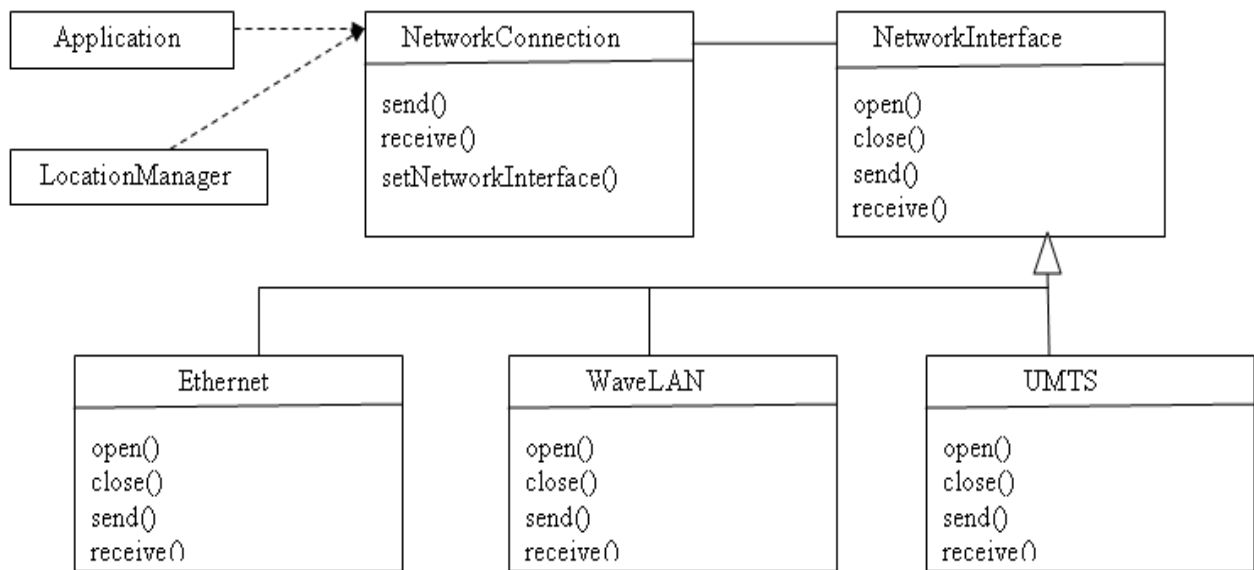 Application
NetworkConnection
NetworkInterface
send()
receive()
setNetworkInterface()
open()
close()
send()
receive()
LocationManager
Ethernet
open()
close()
send()
receive()
WaveLAN
open()
close()
send()
receive()
UMTS
open()
close()
send()
receive()